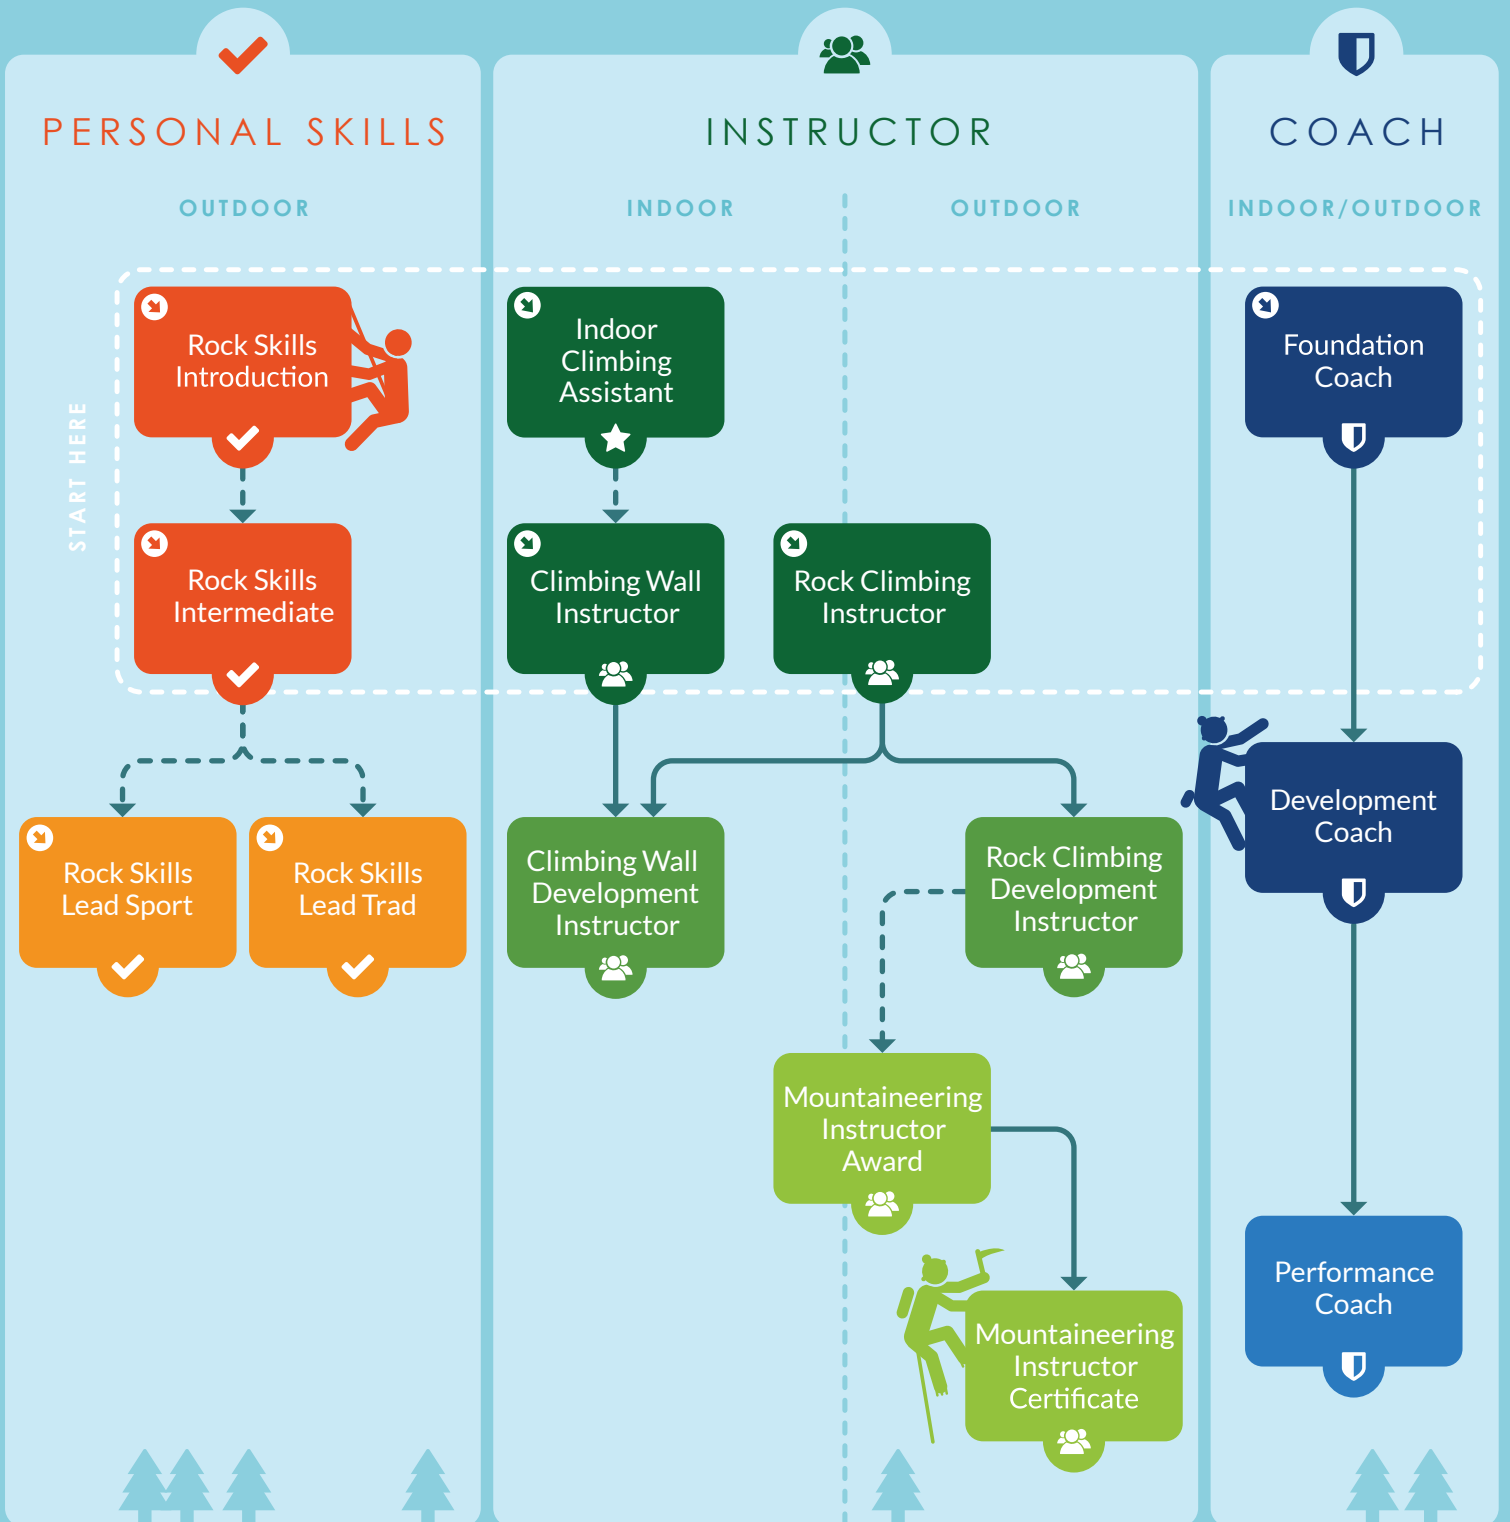 PERSONAL SKILLS
OUTDOOR
INSTRUCTOR
INDOOR
OUTDOOR
COACH
INDOOR/OUTDOOR
START HERE
Rock Skills
Introduction
Indoor
Climbing
Assistant
Foundation
Coach
Rock Skills
Intermediate
Climbing Wall
Instructor
Rock Climbing
Instructor
Rock Skills
Lead Sport
Rock Skills
Lead Trad
Climbing Wall
Development
Instructor
Rock Climbing
Development
Instructor
Development
Coach
Mountaineering
Instructor
Award
Mountaineering
Instructor
Certificate
Performance
Coach